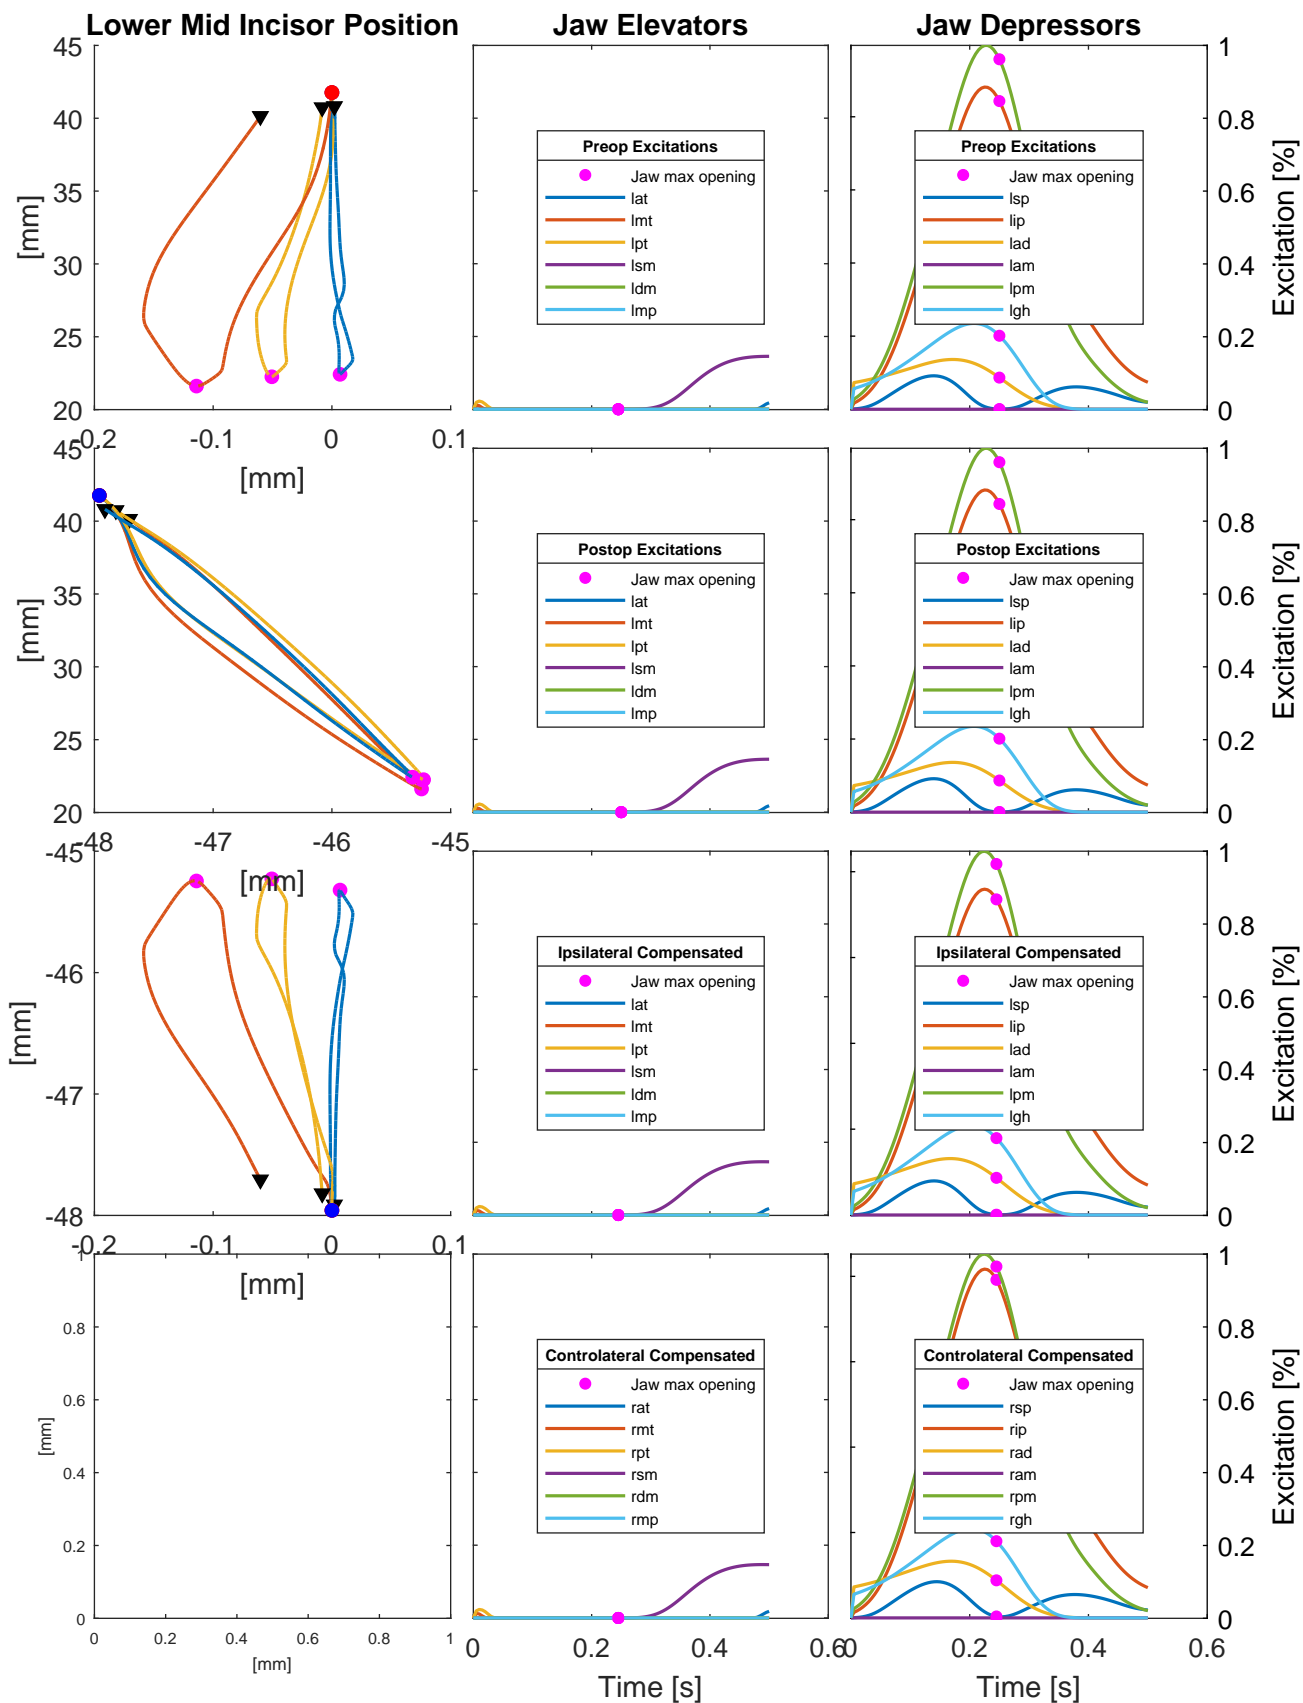 Lower Mid Incisor Position
Jaw Elevators
Jaw Depressors
45
40
35
30
25
20
[mm]
-0.2
-0.1
0
0.1
[mm]
Preop Excitations
Jaw max opening
lat
lmt
lpt
lsm
ldm
lmp
Preop Excitations
Jaw max opening
lsp
lip
lad
lam
lpm
lgh
1
0.8
0.6
0.4
0.2
0
Excitation [%]
45
40
35
30
25
20
[mm]
-48
-47
-46
-45
[mm]
Postop Excitations
Jaw max opening
lat
lmt
lpt
lsm
ldm
lmp
Postop Excitations
Jaw max opening
lsp
lip
lad
lam
lpm
lgh
1
0.8
0.6
0.4
0.2
0
Excitation [%]
-45
-46
-47
-48
[mm]
-0.2
-0.1
0
0.1
[mm]
Ipsilateral Compensated
Jaw max opening
lat
lmt
lpt
lsm
ldm
lmp
Ipsilateral Compensated
Jaw max opening
lsp
lip
lad
lam
lpm
lgh
1
0.8
0.6
0.4
0.2
0
Excitation [%]
1
0.8
0.6
0.4
0.2
0
[mm]
0
0.2
0.4
0.6
0.8
1
[mm]
Controlateral Compensated
Jaw max opening
rat
rmt
rpt
rsm
rdm
rmp
0
0.2
0.4
0.6
Time [s]
Controlateral Compensated
Jaw max opening
rsp
rip
rad
ram
rpm
rgh
0
0.2
0.4
0.6
Time [s]
1
0.8
0.6
0.4
0.2
0
Excitation [%]